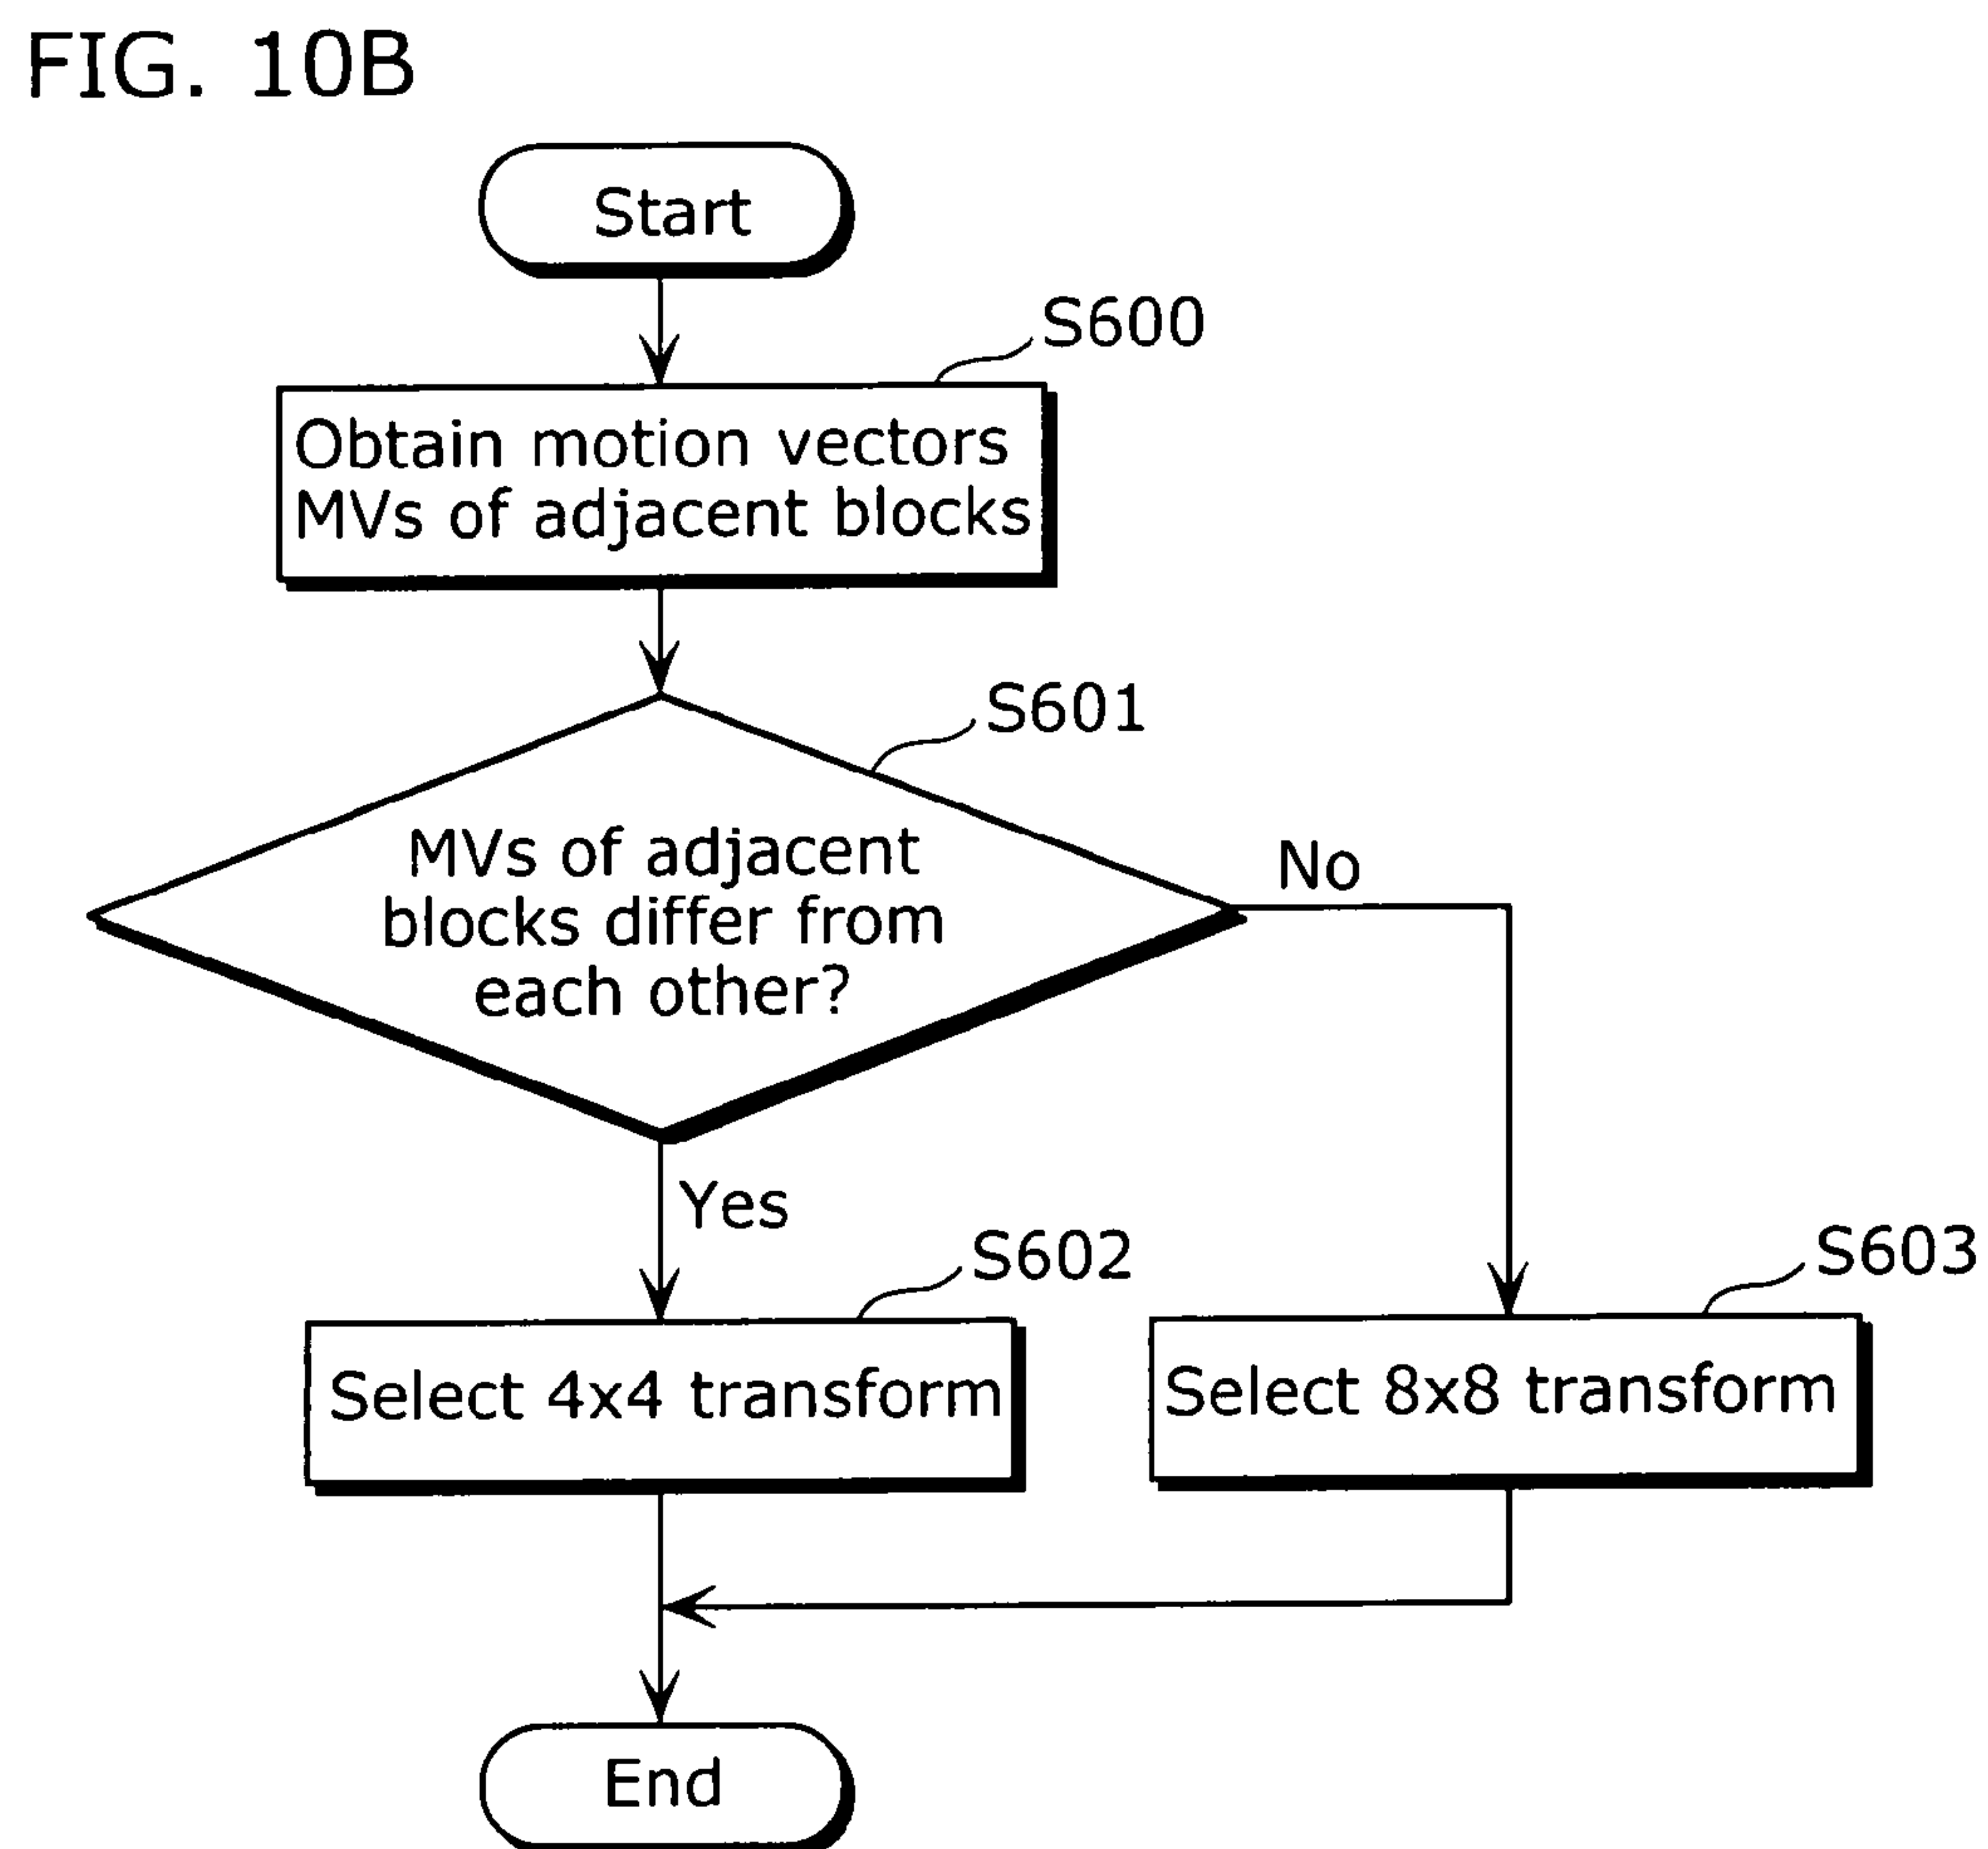 FIG. 10B
Start
S600
Obtain motion vectors
MVs of adjacent blocks
S601
MVs of adjacent
blocks differ from
each other?
No
Yes
S602
Select 4x4 transform
S603
Select 8x8 transform
End